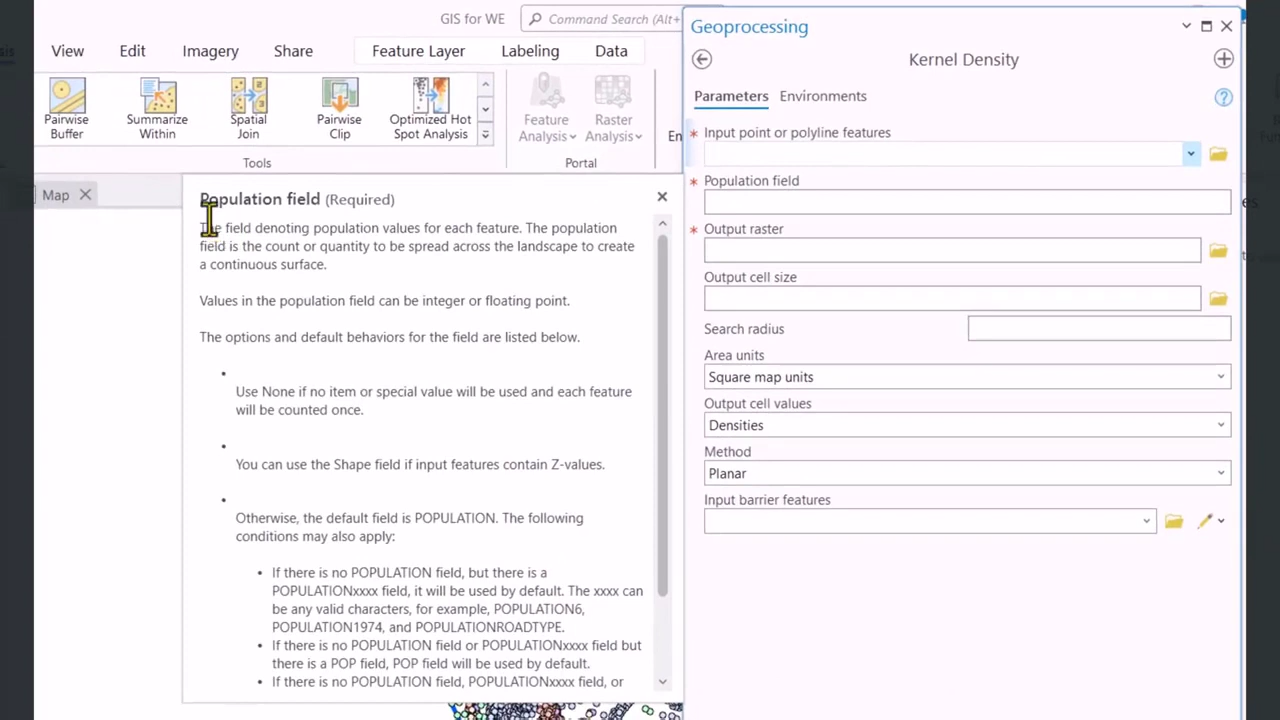 GIS for WE
Command Search (Alt+
View
Edit
Imagery
Share
Feature Layer
Labeling
Data
Pairwise
Buffer
Summarize
Within
Spatial
Join
Pairwise
Clip
Optimized Hot
Spot Analysis
Feature
Analysis
Raster
Analysis
En
Tools
Portal
Map
Population field (Required)
The field denoting population values for each feature. The population
field is the count or quantity to be spread across the landscape to create
a continuous surface.
Values in the population field can be integer or floating point.
The options and default behaviors for the field are listed below.
•
Use None if no item or special value will be used and each feature
will be counted once.
•
You can use the Shape field if input features contain Z-values.
•
Otherwise, the default field is POPULATION. The following
conditions may also apply:
• If there is no POPULATION field, but there is a
POPULATIONxxxx field, it will be used by default. The xxxx can
be any valid characters, for example, POPULATION6,
POPULATION1974, and POPULATIONROADTYPE.
• If there is no POPULATION field or POPULATIONxxxx field but
there is a POP field, POP field will be used by default.
• If there is no POPULATION field, POPULATIONxxxx field, or
Geoprocessing
Kernel Density
Parameters
Environments
* Input point or polyline features
* Population field
* Output raster
Output cell size
Search radius
Area units
Square map units
Output cell values
Densities
Method
Planar
Input barrier features